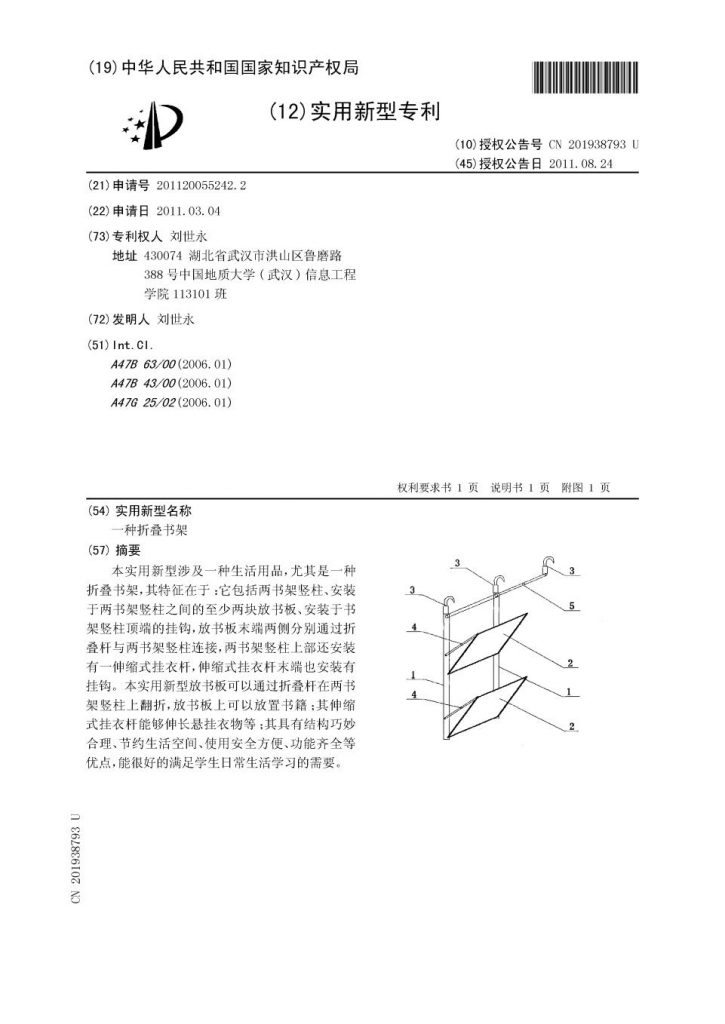 (19)中华人民共和国国家知识产权局
(12)实用新型专利
(10)授权公告号 CN 201938793 U
(45)授权公告日 2011.08.24
(21)申请号 201120055242.2
(22)申请日 2011.03.04
(73)专利权人 刘世永
地址 430074 湖北省武汉市洪山区鲁磨路
388号中国地质大学(武汉)信息工程
学院113101班
(72)发明人 刘世永
(51)Int.Cl.
A47B 63/00(2006.01)
A47B 43/00(2006.01)
A47G 25/02(2006.01)
权利要求书 1 页 说明书 1 页 附图 1 页
(54)实用新型名称
一种折叠书架
(57)摘要
本实用新型涉及一种生活用品,尤其是一种
折叠书架,其特征在于:它包括两书架竖柱、安装
于两书架竖柱之间的至少两块放书板、安装于书
架竖柱顶端的挂钩,放书板末端两侧分别通过折
叠杆与两书架竖柱连接,两书架竖柱上部还安装
有一伸缩式挂衣杆,伸缩式挂衣杆末端也安装有
挂钩。本实用新型放书板可以通过折叠杆在两书
架竖柱上翻折,放书板上可以放置书籍;其伸缩
式挂衣杆能够伸长悬挂衣物等;其具有结构巧妙
合理、节约生活空间、使用安全方便、功能齐全等
优点,能很好的满足学生日常生活学习的需要。
3
3
3
5
4
2
1
1
4
2
CN 201938793 U